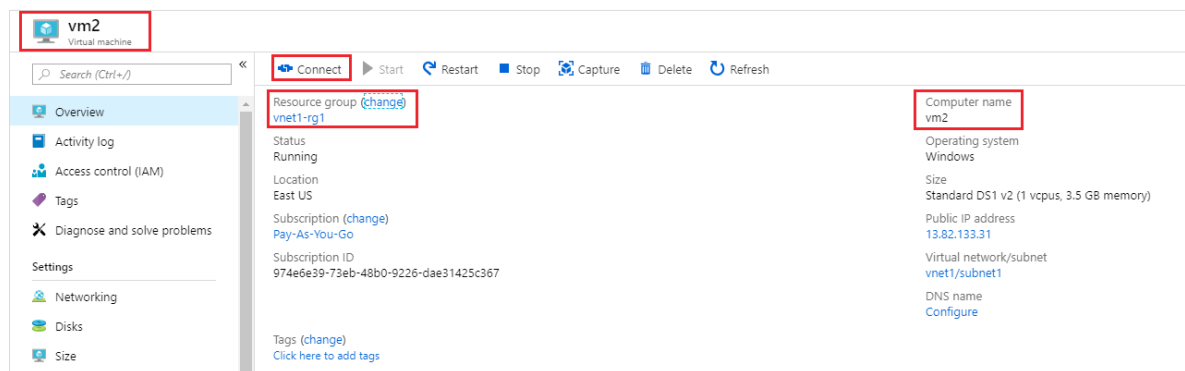 vm2
Virtual machine
Search (Ctrl+/)
«
Overview
Activity log
Access control (IAM)
Tags
Diagnose and solve problems
Settings
Networking
Disks
Size
Connect Start Restart Stop Capture Delete Refresh
Resource group (change)
vnet1-rg1
Status
Running
Location
East US
Subscription (change)
Pay-As-You-Go
Subscription ID
974e6e39-73eb-48b0-9226-dae31425c367
Tags (change)
Click here to add tags
Computer name
vm2
Operating system
Windows
Size
Standard DS1 v2 (1 vcpus, 3.5 GB memory)
Public IP address
13.82.133.31
Virtual network/subnet
vnet1/subnet1
DNS name
Configure